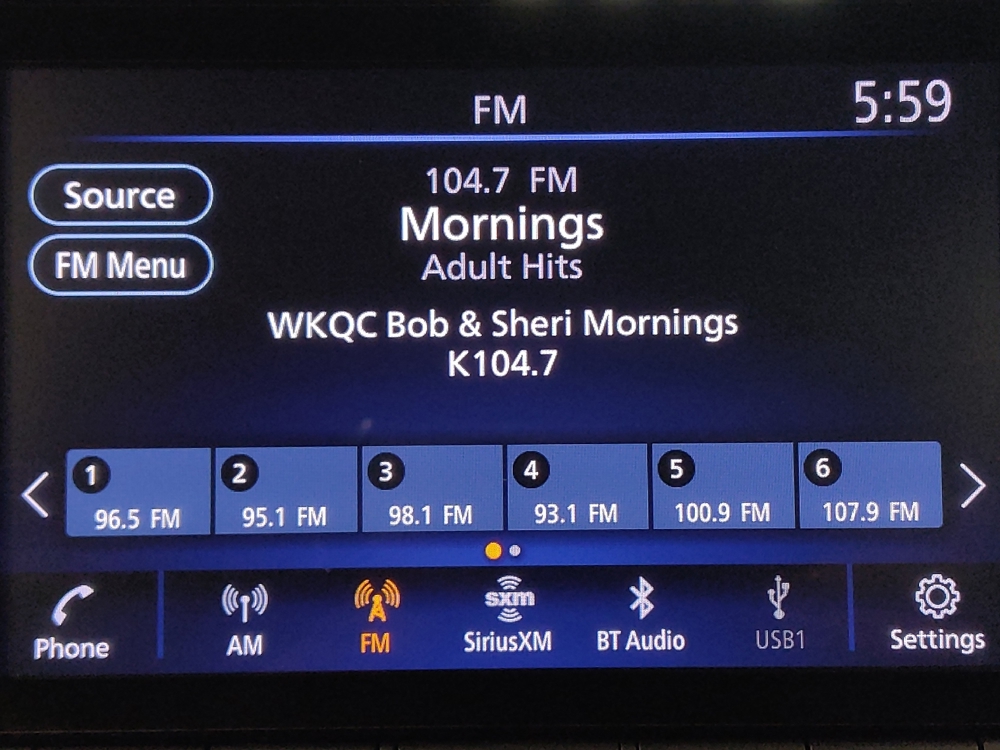 FM
5:59
Source
FM Menu
104.7 FM
Mornings
Adult Hits
WKQC Bob & Sheri Mornings
K104.7
1
96.5 FM
2
95.1 FM
3
98.1 FM
4
93.1 FM
5
100.9 FM
6
107.9 FM
Phone
AM
FM
sxm
SiriusXM
BT Audio
USB1
Settings